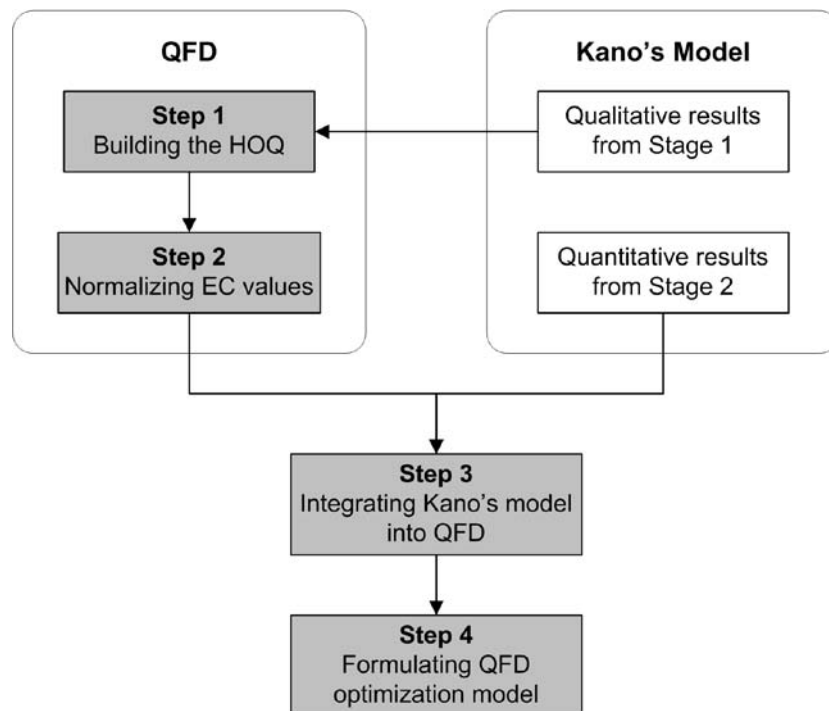 QFD
Step 1
Building the HOQ
Step 2
Normalizing EC values
Kano's Model
Qualitative results
from Stage 1
Quantitative results
from Stage 2
Step 3
Integrating Kano's model
into QFD
Step 4
Formulating QFD
optimization model